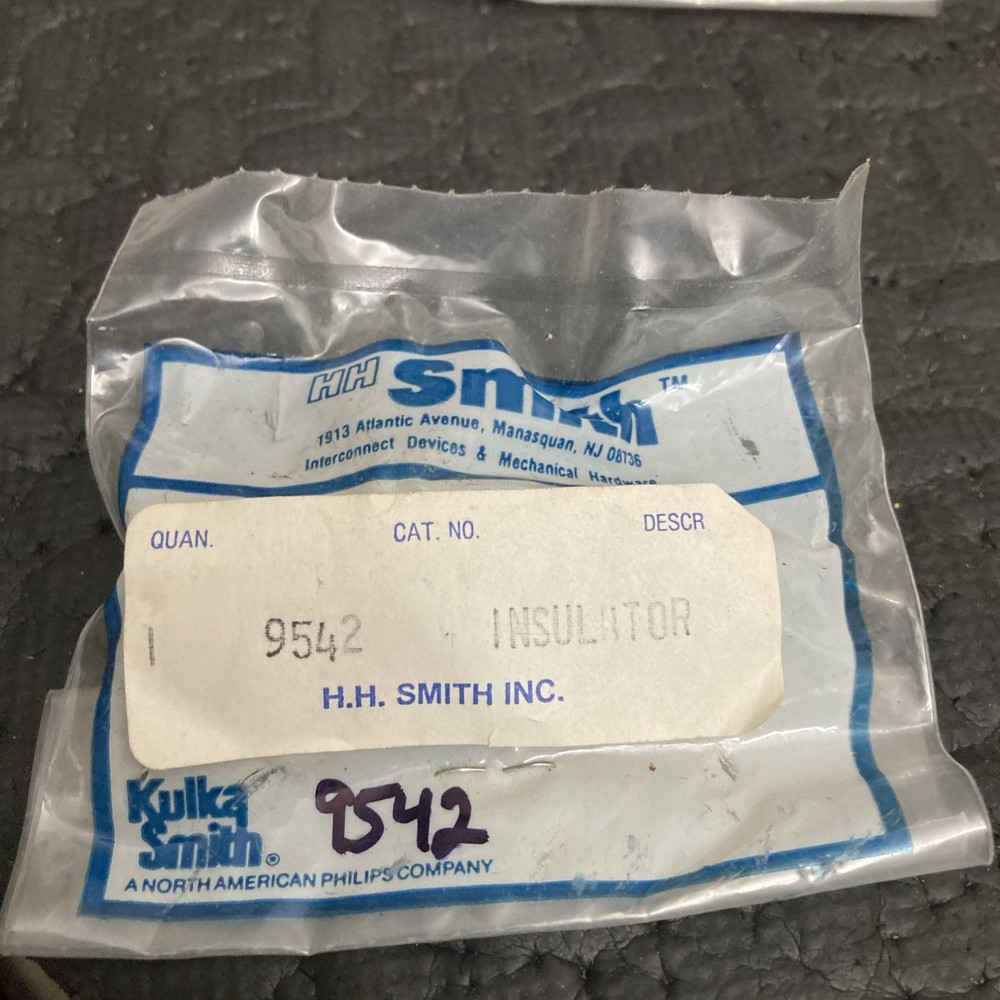 HH Smith™
1913 Atlantic Avenue, Manasquan, NJ 08736
Interconnect Devices & Mechanical Hardware
QUAN. CAT. NO. DESCR
1 9542 INSULATOR
H.H. SMITH INC.
Kulka
Smith®
9542
A NORTH AMERICAN PHILIPS COMPANY